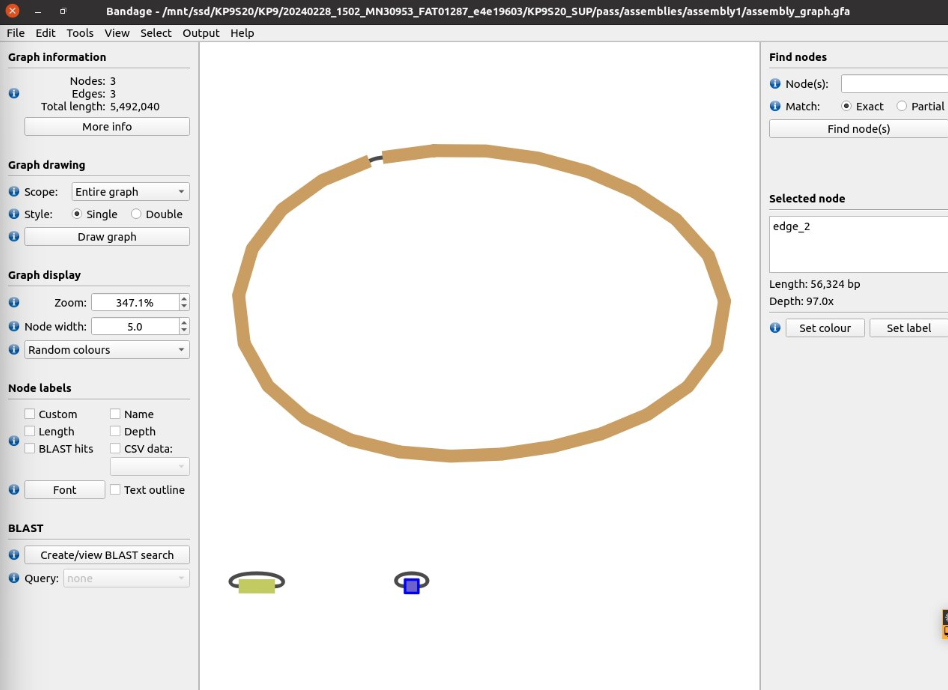 Bandage - /mnt/ssd/KP9S20/KP9/20240228_1502_MN30953_FAT01287_e4e19603/KP9S20_SUP/pass/assemblies/assembly1/assembly_graph.gfa
File Edit Tools View Select Output Help
Graph information
Nodes: 3
Edges: 3
Total length: 5,492,040
More info
Graph drawing
Scope: Entire graph
Style: Single Double
Draw graph
Graph display
Zoom: 347.1%
Node width: 5.0
Random colours
Node labels
Custom Name
Length Depth
BLAST hits CSV data:
Font Text outline
BLAST
Create/view BLAST search
Query: none
Find nodes
Node(s):
Match: Exact Partial
Find node(s)
Selected node
edge_2
Length: 56,324 bp
Depth: 97.0x
Set colour Set label